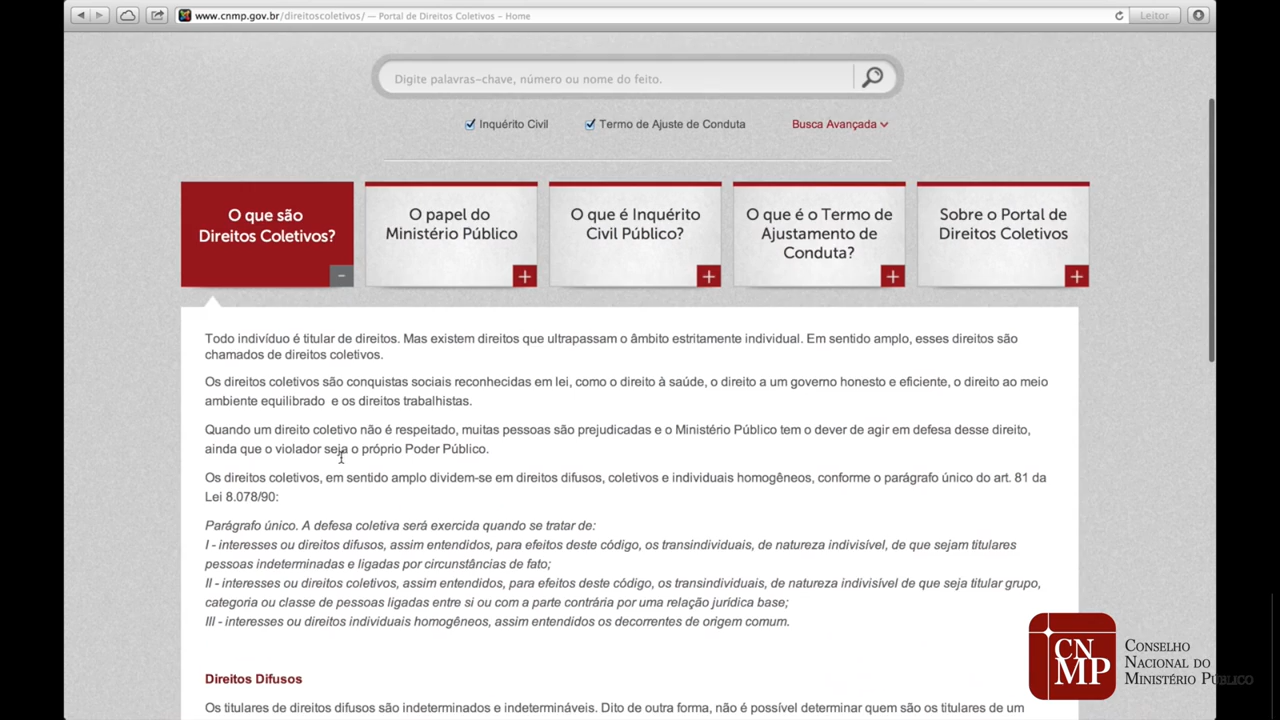 www.cnmp.gov.br/direitoscoletivos/ — Portal de Direitos Coletivos – Home
Leitor
Digite palavras-chave, número ou nome do feito.
Inquérito Civil
Termo de Ajuste de Conduta
Busca Avançada
O que são
Direitos Coletivos?
O papel do
Ministério Público
O que é Inquérito
Civil Público?
O que é o Termo de
Ajustamento de
Conduta?
Sobre o Portal de
Direitos Coletivos
Todo indivíduo é titular de direitos. Mas existem direitos que ultrapassam o âmbito estritamente individual. Em sentido amplo, esses direitos são
chamados de direitos coletivos.
Os direitos coletivos são conquistas sociais reconhecidas em lei, como o direito à saúde, o direito a um governo honesto e eficiente, o direito ao meio
ambiente equilibrado e os direitos trabalhistas.
Quando um direito coletivo não é respeitado, muitas pessoas são prejudicadas e o Ministério Público tem o dever de agir em defesa desse direito,
ainda que o violador seja o próprio Poder Público.
Os direitos coletivos, em sentido amplo dividem-se em direitos difusos, coletivos e individuais homogêneos, conforme o parágrafo único do art. 81 da
Lei 8.078/90:
Parágrafo único. A defesa coletiva será exercida quando se tratar de:
I - interesses ou direitos difusos, assim entendidos, para efeitos deste código, os transindividuais, de natureza indivisível, de que sejam titulares
pessoas indeterminadas e ligadas por circunstâncias de fato;
II - interesses ou direitos coletivos, assim entendidos, para efeitos deste código, os transindividuais, de natureza indivisível de que seja titular grupo,
categoria ou classe de pessoas ligadas entre si ou com a parte contrária por uma relação jurídica base;
III - interesses ou direitos individuais homogêneos, assim entendidos os decorrentes de origem comum.
Direitos Difusos
Os titulares de direitos difusos são indeterminados e indetermináveis. Dito de outra forma, não é possível determinar quem são os titulares de um
CN
MP
Conselho
Nacional do
Ministério Público